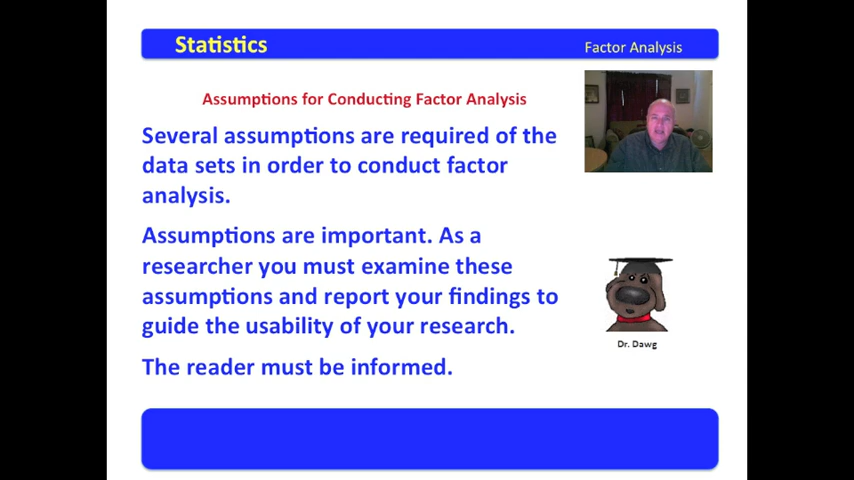 Statistics
Factor Analysis
Assumptions for Conducting Factor Analysis
Several assumptions are required of the
data sets in order to conduct factor
analysis.
Assumptions are important. As a
researcher you must examine these
assumptions and report your findings to
guide the usability of your research.
The reader must be informed.
Dr. Dawg